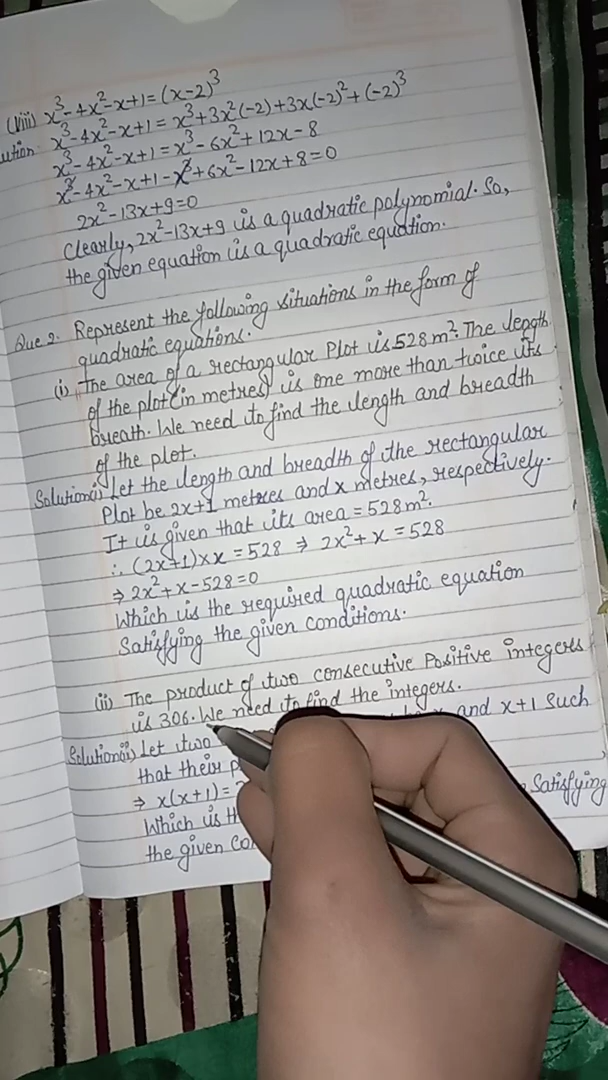 (viii) x³-4x²-x+1=(x-2)³
ution: x³-4x²-x+1 = x³+3x²(-2)+3x(-2)²+(-2)³
x³-4x²-x+1=x³-6x²+12x-8
x³-4x²-x+1-x³+6x²-12x+8=0
2x²-13x+9=0
Clearly, 2x²-13x+9 is a quadratic polynomial. So,
the given equation is a quadratic equation.
Que 2. Represent the following situations in the form of
quadratic equations.
(i) The area of a rectangular Plot is 528m². The length
of the plot (in metres) is one more than twice its
breath. We need to find the length and breadth
of the plot.
Solution(i) Let the length and breadth of the rectangular
Plot be 2x+1 metres and x metres, respectively.
It is given that its area = 528m².
∴ (2x+1)×x = 528 ⇒ 2x²+x = 528
⇒ 2x²+x-528=0
Which is the required quadratic equation
Satisfying the given conditions.
(ii) The product of two consecutive Positive integers
is 306. We need to find the integers.
Solution(ii) Let two and x+1 Such
that their
⇒ x(x+1)= Satisfying
Which is
the given